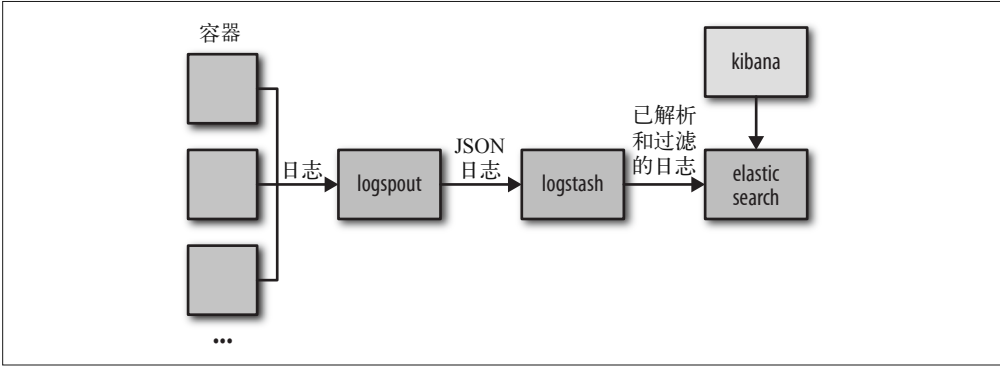 容器
kibana
日志
logspout
JSON
日志
logstash
已解析
和过滤
的日志
elastic
search
...